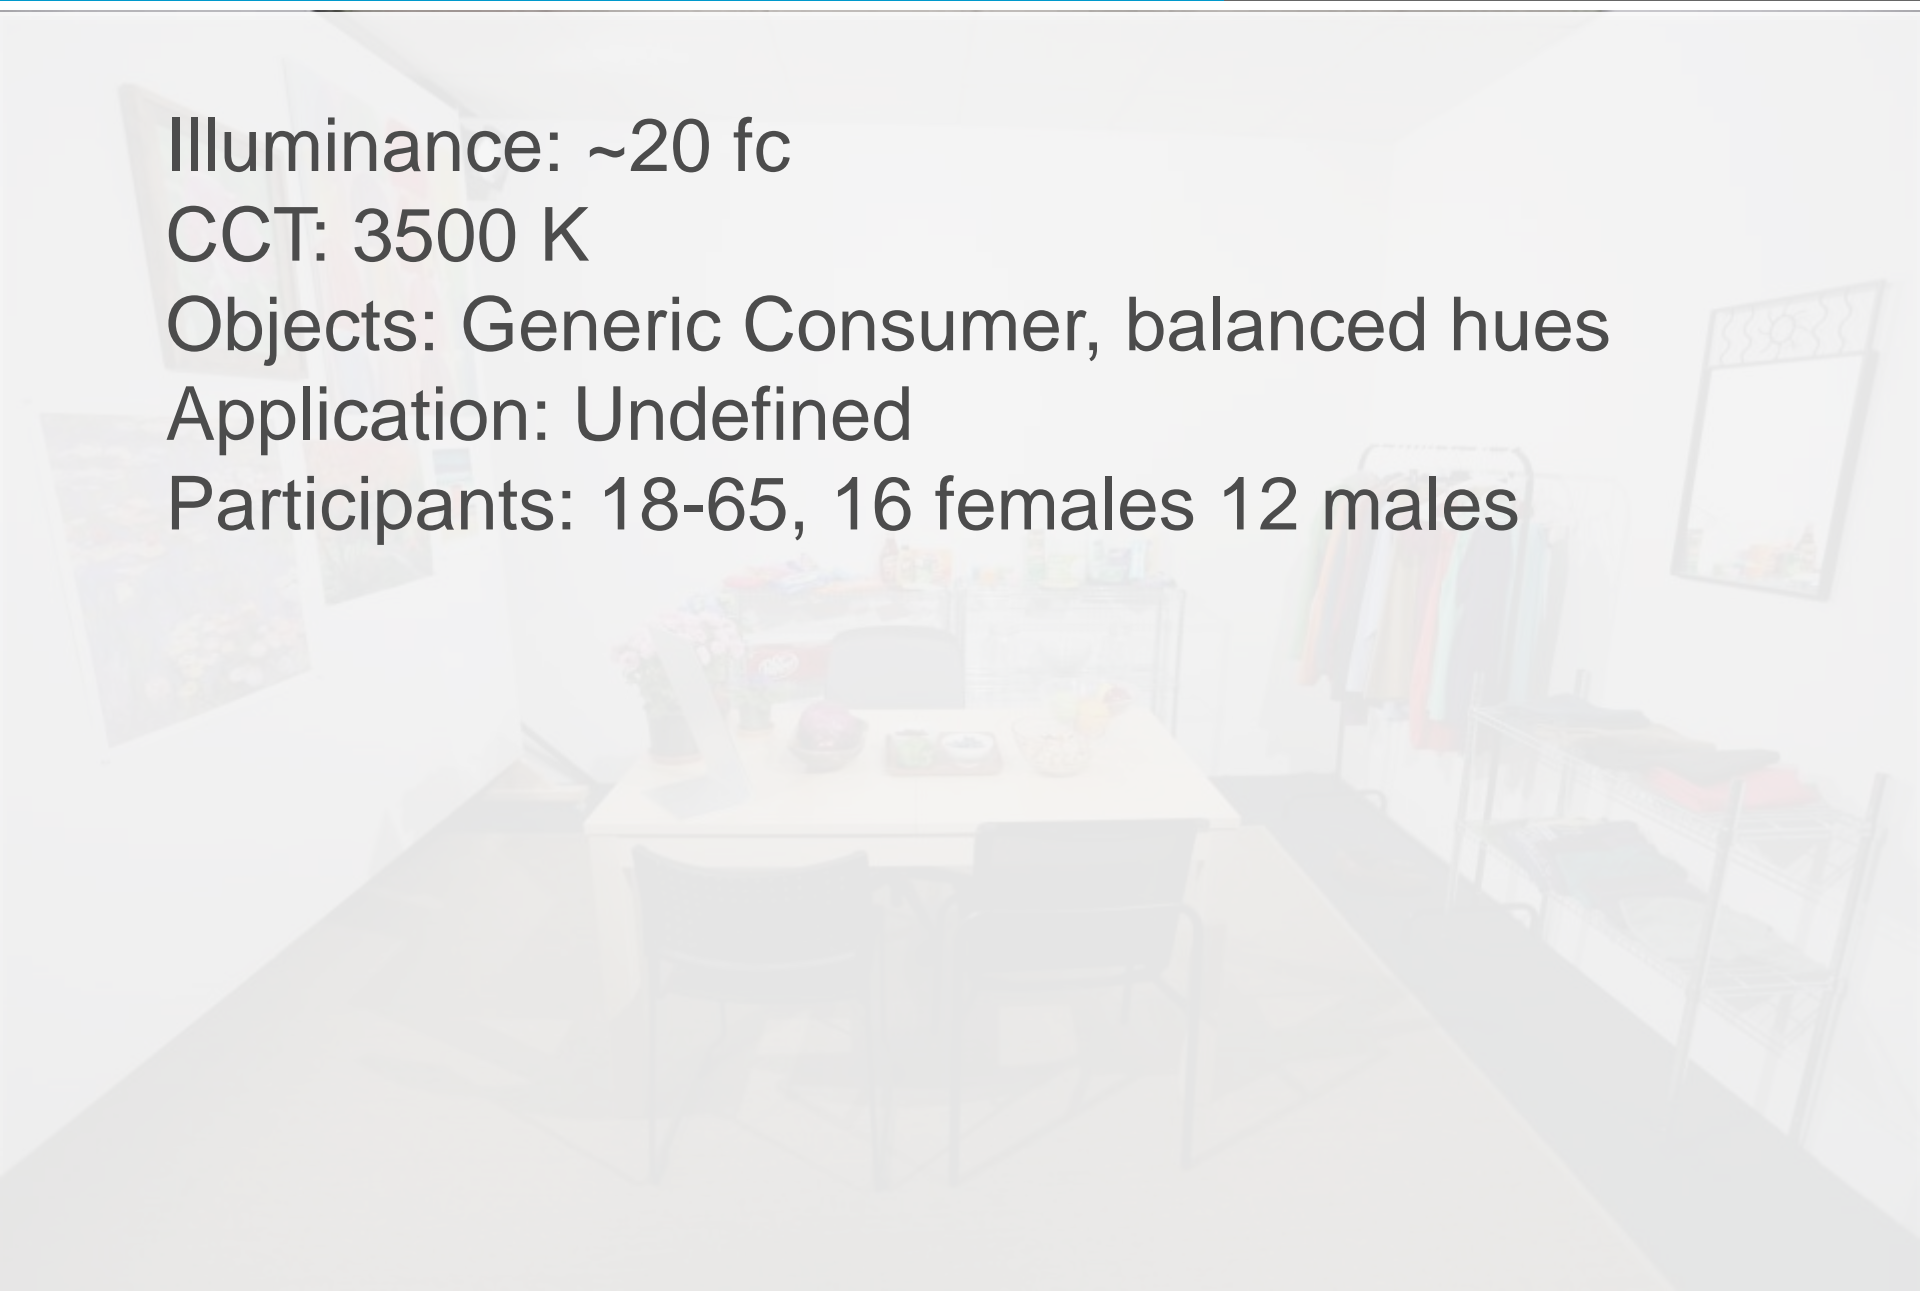 Illuminance: ~20 fc
CCT: 3500 K
Objects: Generic Consumer, balanced hues
Application: Undefined
Participants: 18-65, 16 females 12 males